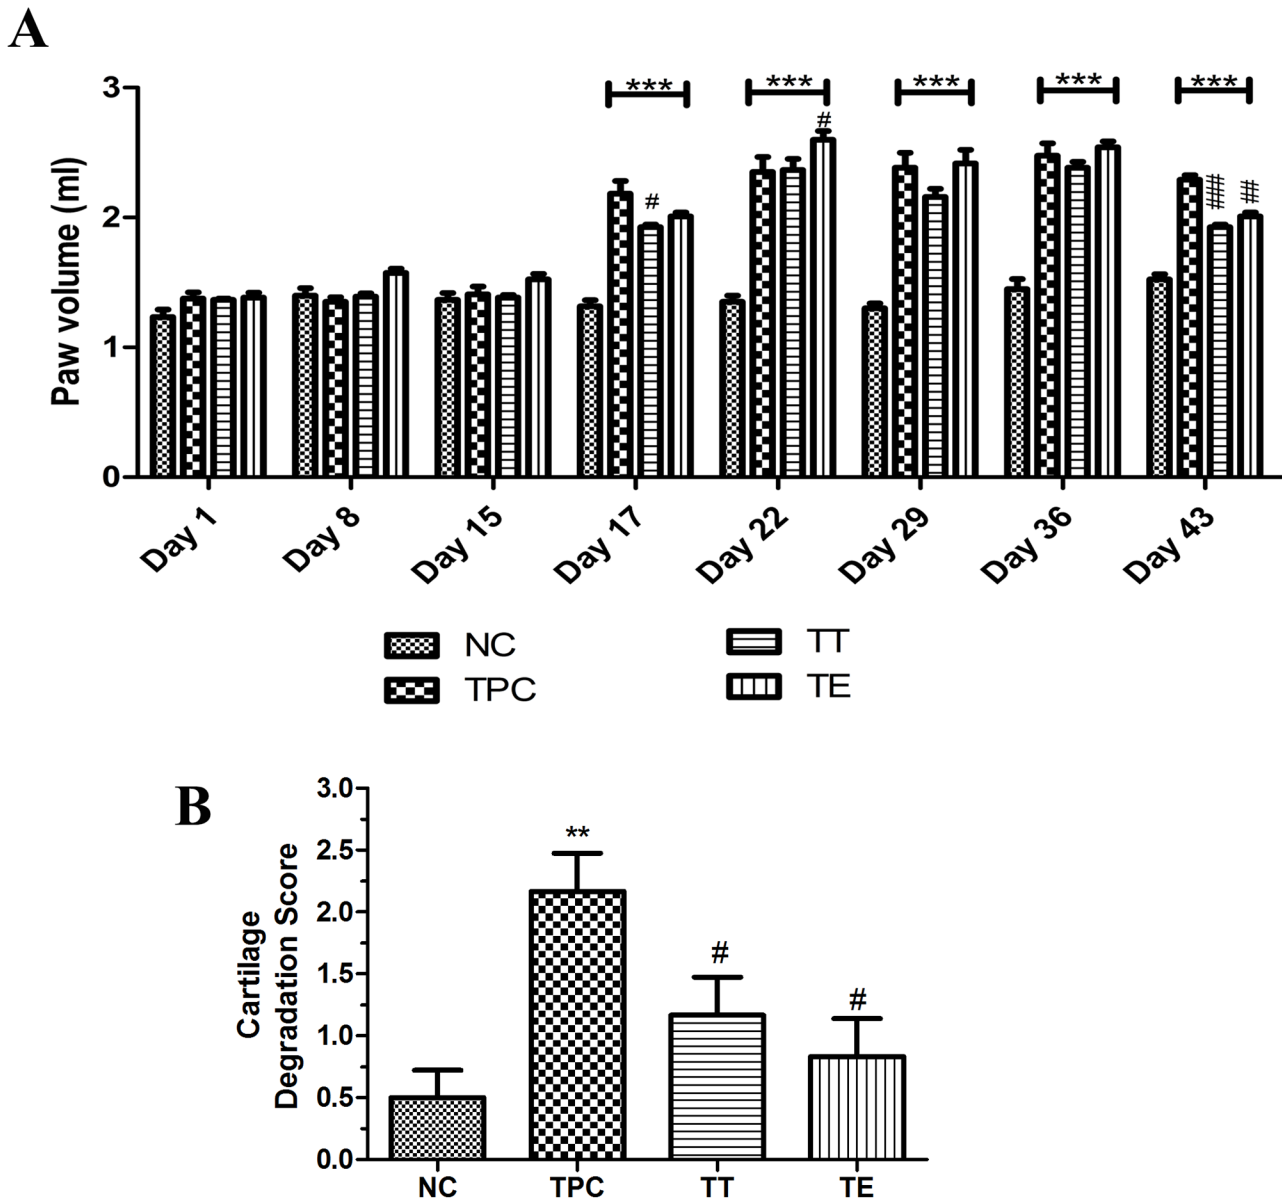 A
Paw volume (ml)
3
2
1
0
*** *** *** *** ***
# # ### ##
Day 1 Day 8 Day 15 Day 17 Day 22 Day 29 Day 36 Day 43
NC TT
TPC TE
B
Cartilage
Degradation Score
3.0
2.5
2.0
1.5
1.0
0.5
0.0
** # #
NC TPC TT TE